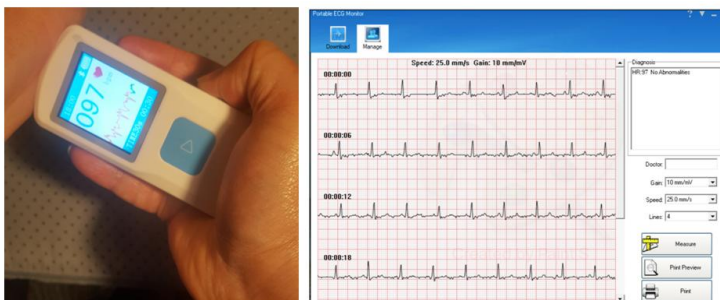 097
Portable ECG Monitor
Download
Manage
Speed: 25.0 mm/s Gain: 10 mm/mV
00:00:00
00:00:06
00:00:12
00:00:18
Diagnosis
HR:97 No Abnormalities
Doctor
Gain: 10 mm/mV
Speed: 25.0 mm/s
Lines: 4
Measure
Print Preview
Print